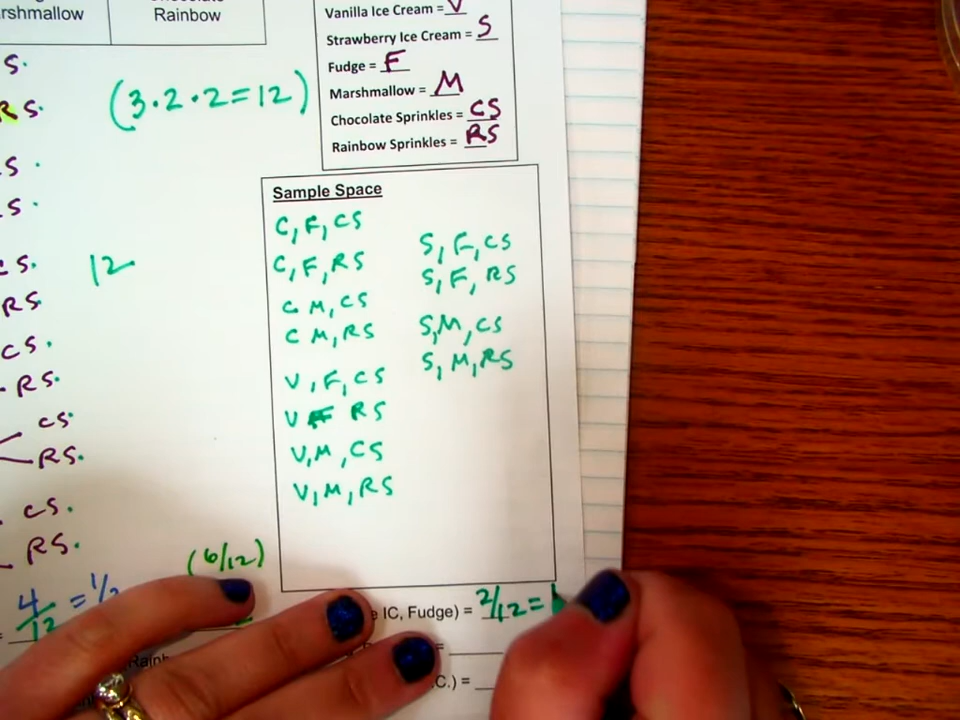 Vanilla Ice Cream = V
Strawberry Ice Cream = S
Fudge = F
Marshmallow = M
Chocolate Sprinkles = CS
Rainbow Sprinkles = RS
rshmallow
Rainbow
S.
RS.
(3·2·2=12)
S.
S.
CS.
12
RS
CS.
RS.
CS.
RS.
CS.
RS.
Sample Space
C, F, CS
C, F, RS
C M, CS
C M, RS
V, F, CS
V F RS
V, M, CS
V, M, RS
S, F, CS
S, F, RS
S, M, CS
S, M, RS
(6/12)
4/12 = 1/
IC, Fudge) = 2/12 =
Rain
=
.C.) =